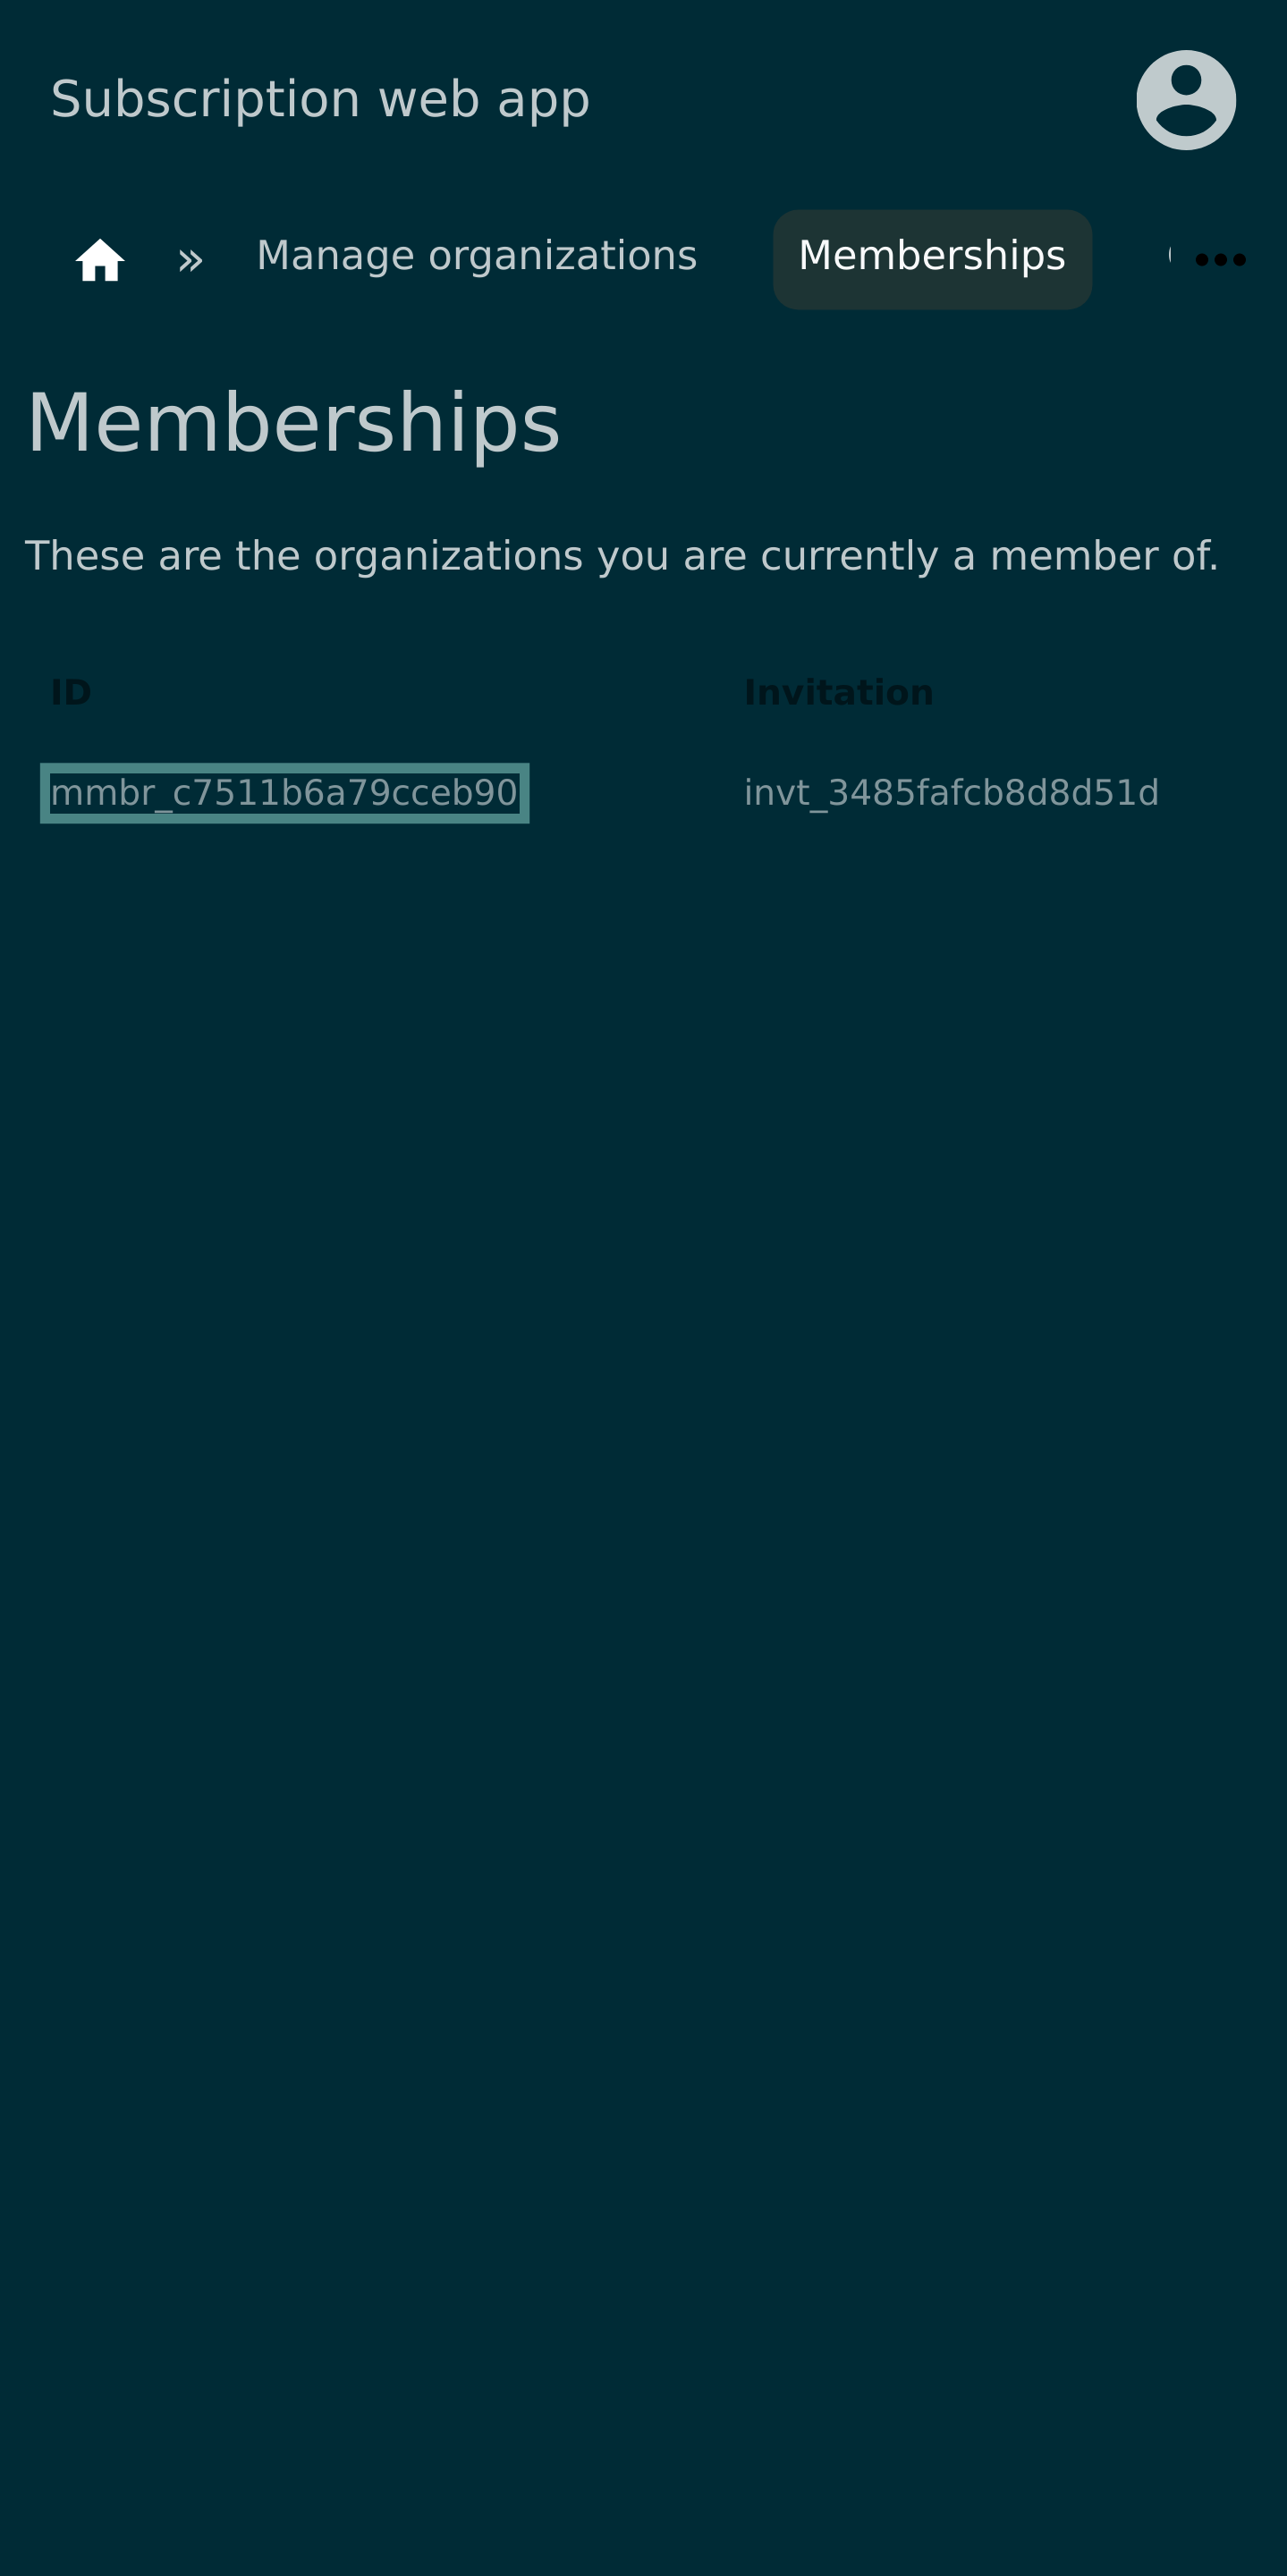 Subscription web app
» Manage organizations Memberships
Memberships
These are the organizations you are currently a member of.
ID Invitation
mmbr_c7511b6a79cceb90 invt_3485fafcb8d8d51d